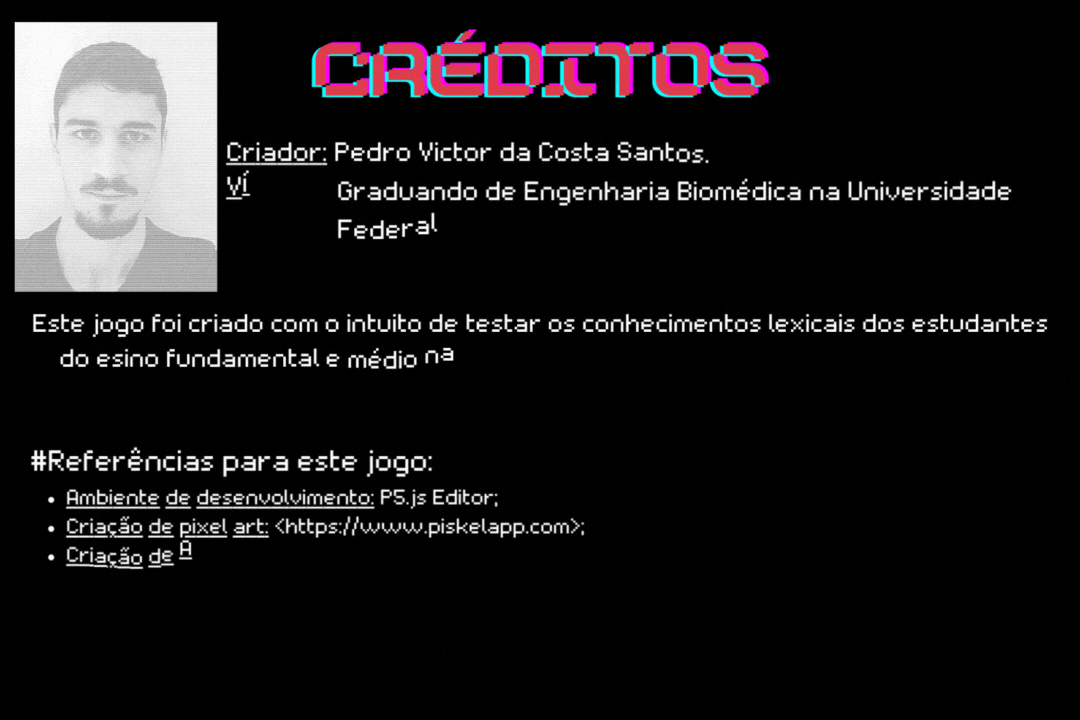 CRÉDITOS
Criador: Pedro Victor da Costa Santos.
ví
Graduando de Engenharia Biomédica na Universidade
Federal
Este jogo foi criado com o intuito de testar os conhecimentos lexicais dos estudantes
do esino fundamental e médio na
#Referências para este jogo:
• Ambiente de desenvolvimento: P5.js Editor;
• Criação de pixel art: <https://www.piskelapp.com>;
• Criação de A